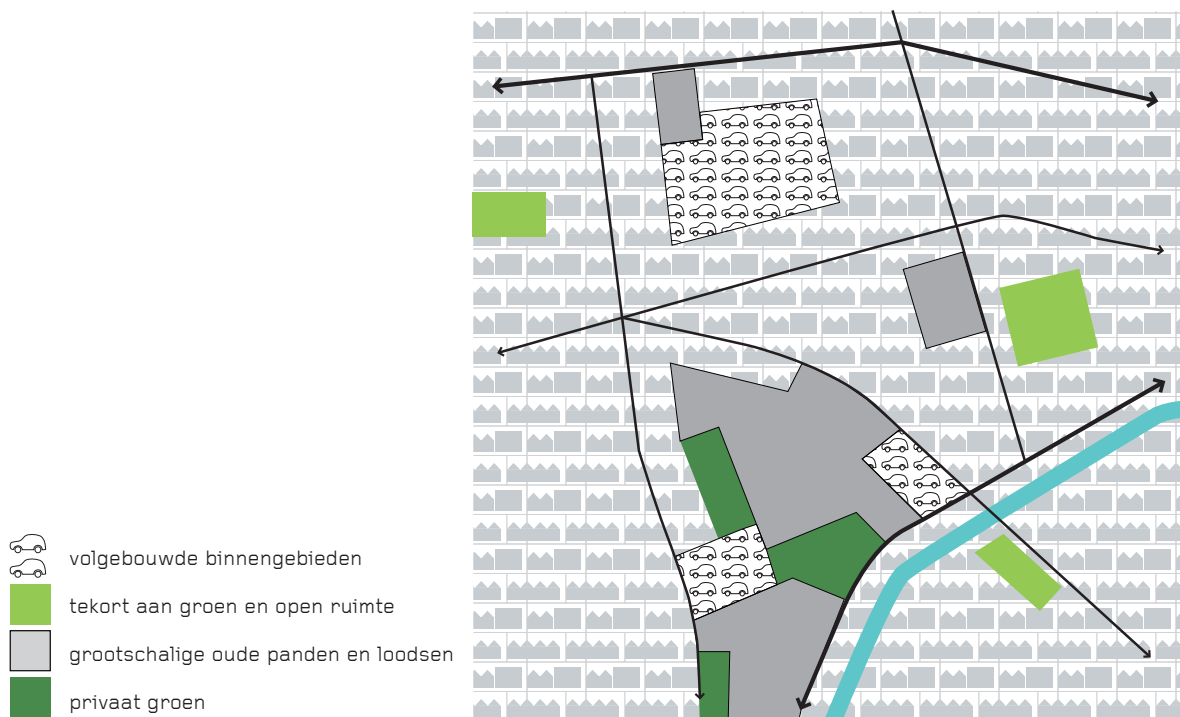 volgebouwde binnengebieden
tekort aan groen en open ruimte
grootschalige oude panden en loodsen
privaat groen